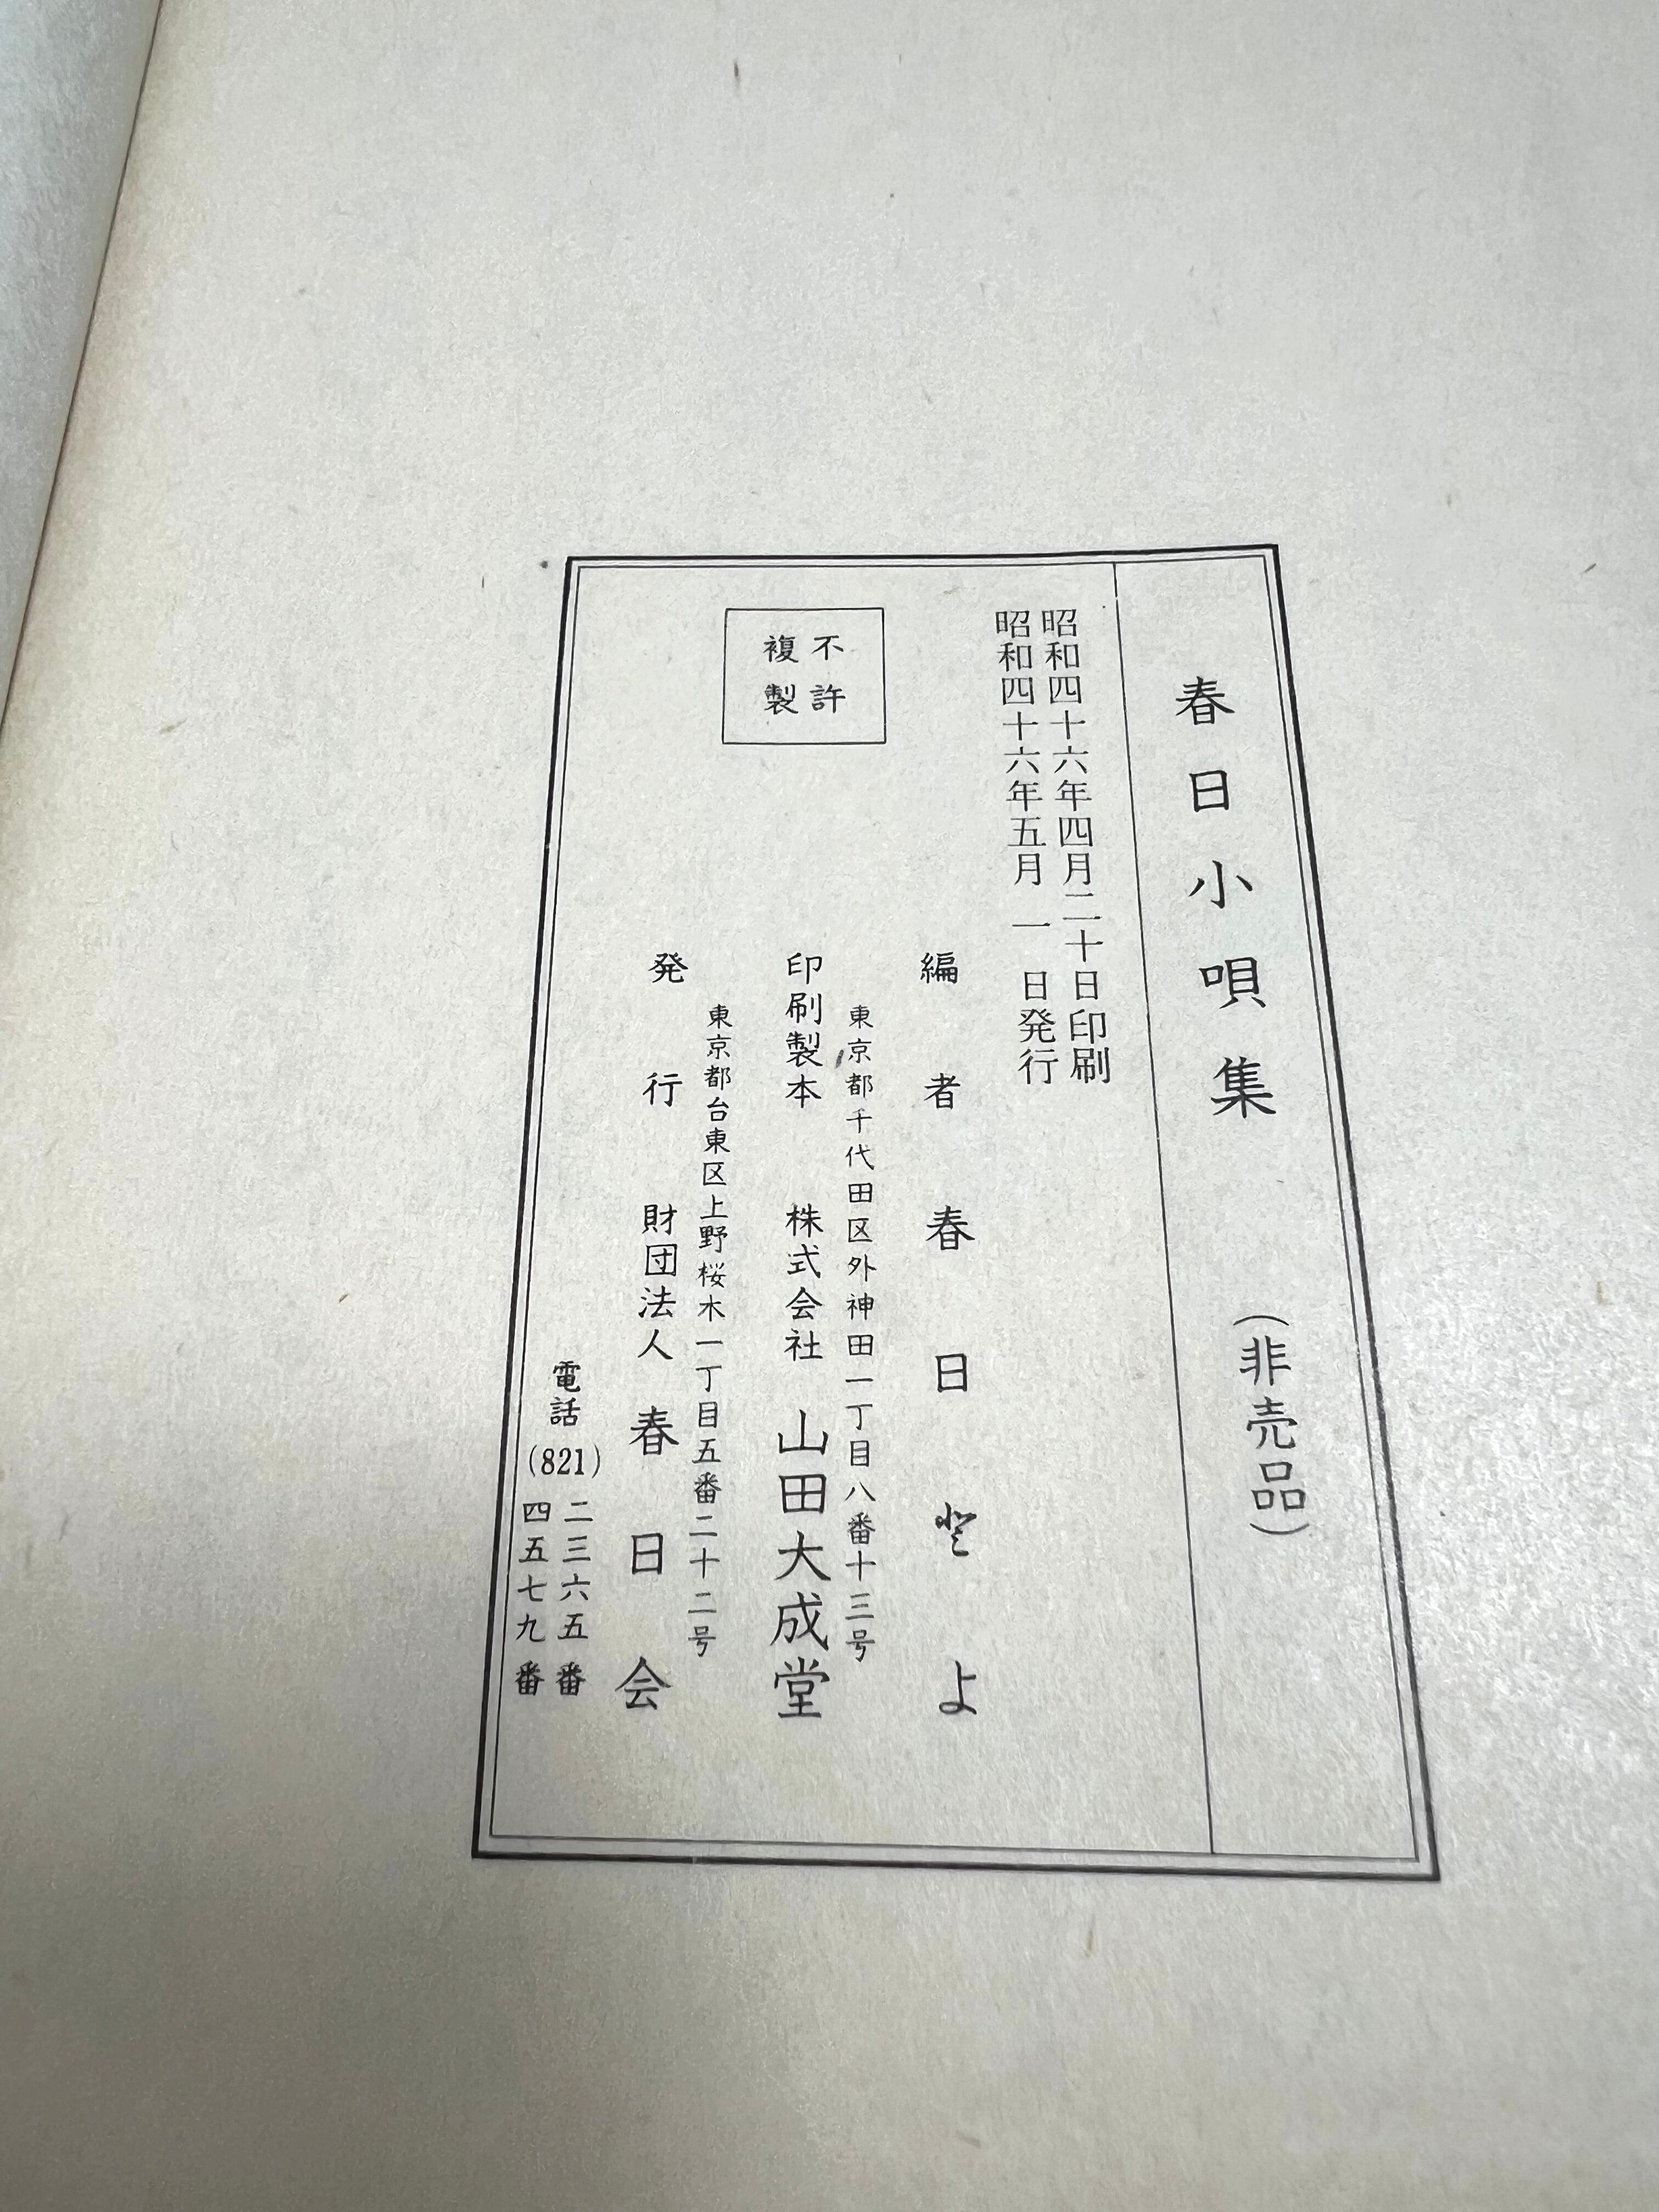 春日小唄集 (非売品)
昭和四十六年四月二十日印刷
昭和四十六年五月一日発行
不許
複製
編者 春日とよ
東京都千代田区外神田一丁目八番十三号
印刷製本 株式会社 山田大成堂
東京都台東区上野桜木一丁目五番二十二号
発行 財団法人 春日会
電話(821)
二三六五番
四五七九番